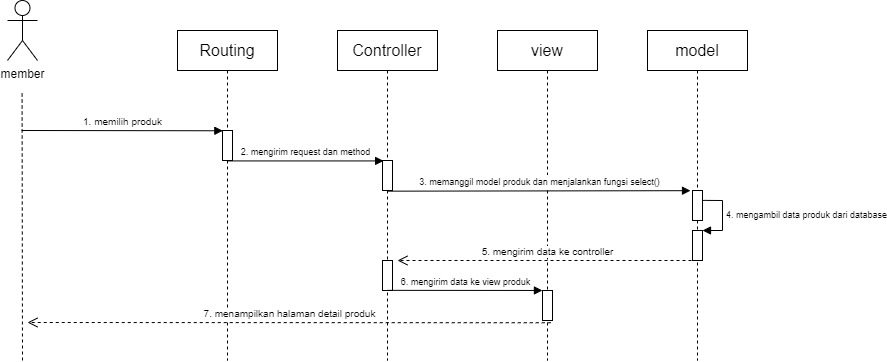 member
Routing
Controller
view
model
1. memilih produk
2. mengirim request dan method
3. memanggil model produk dan menjalankan fungsi select()
4. mengambil data produk dari database
5. mengirim data ke controller
6. mengirim data ke view produk
7. menampilkan halaman detail produk